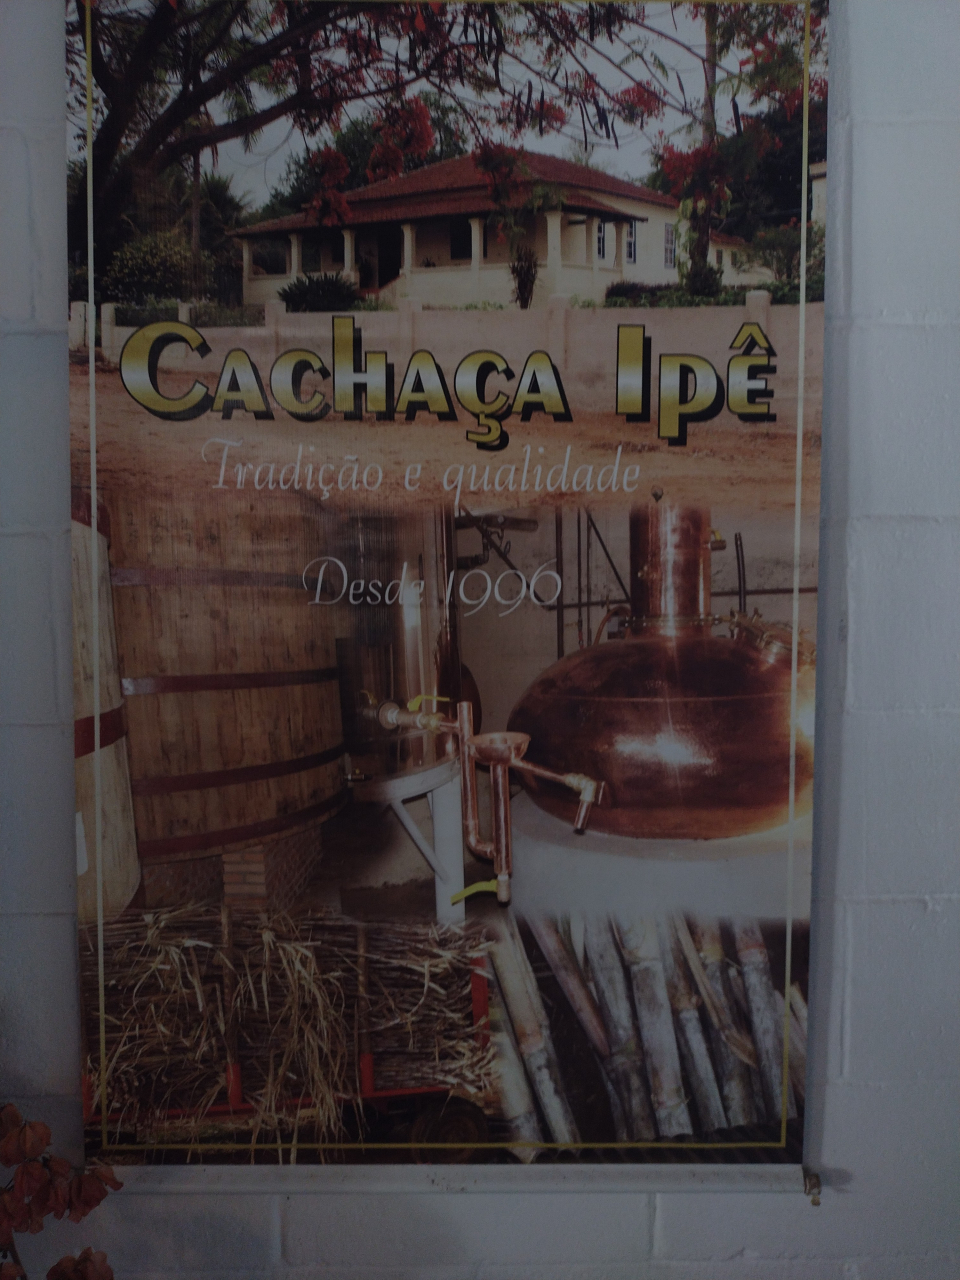 Cachaça Ipê
Tradição e qualidade
Desde 1996